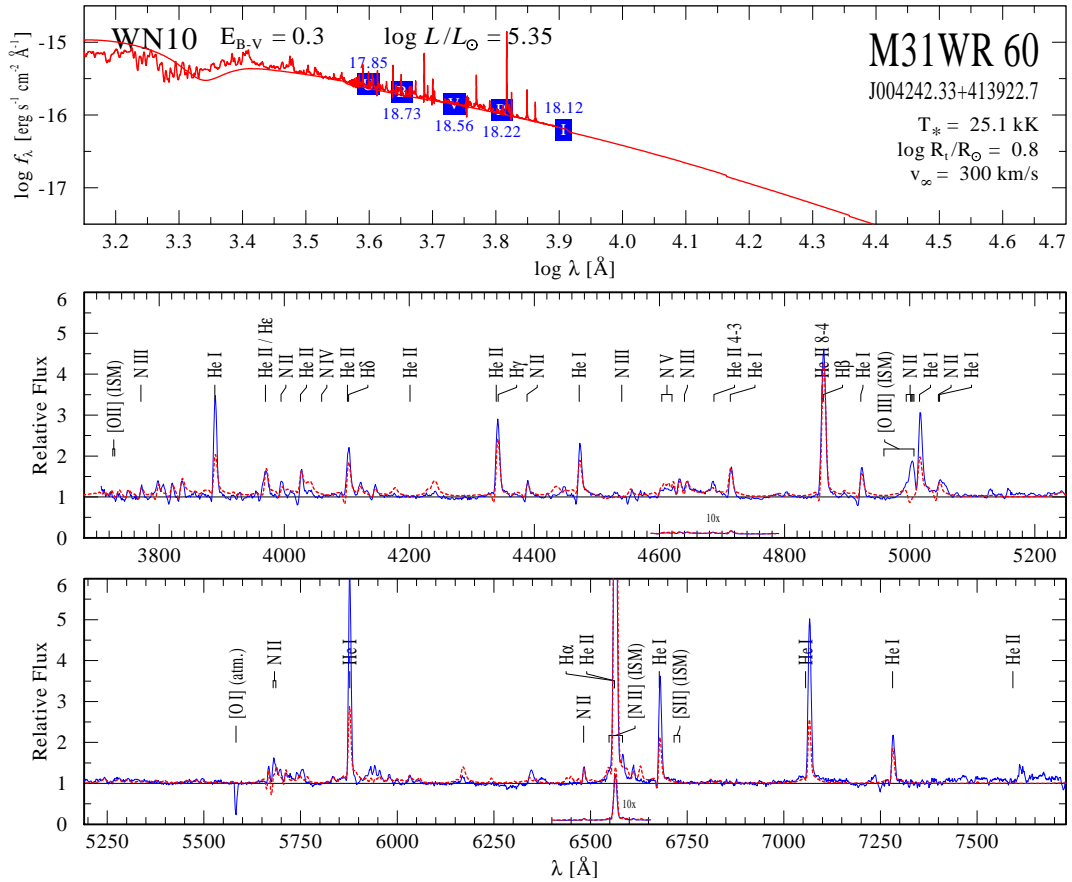 WN10 E_B-V = 0.3 log L/L☉ = 5.35
M31WR 60
J004242.33+413922.7
T* = 25.1 kK
log Rt/R☉ = 0.8
v∞ = 300 km/s
17.85
18.73
18.56
18.22
18.12
V
I
log fλ [erg s⁻¹ cm⁻² Å⁻¹]
-15
-16
-17
3.2 3.3 3.4 3.5 3.6 3.7 3.8 3.9 4.0 4.1 4.2 4.3 4.4 4.5 4.6 4.7
log λ [Å]
Relative Flux
6
5
4
3
2
1
0
[OII] (ISM)
N III
He I
He II / Hε
N II
He II
N IV
He II
Hδ
He II
He II
Hγ
N II
He I
N III
N V
N III
He II 4-3
He I
He II 8-4
Hβ
He I
[O III] (ISM)
N II
He I
N II
He I
10x
3800 4000 4200 4400 4600 4800 5000 5200
Relative Flux
6
5
4
3
2
1
0
[O I] (atm.)
N II
He I
Hα
He II
N II
[N II] (ISM)
He I
[SII] (ISM)
He I
He I
He II
10x
5250 5500 5750 6000 6250 6500 6750 7000 7250 7500
λ [Å]